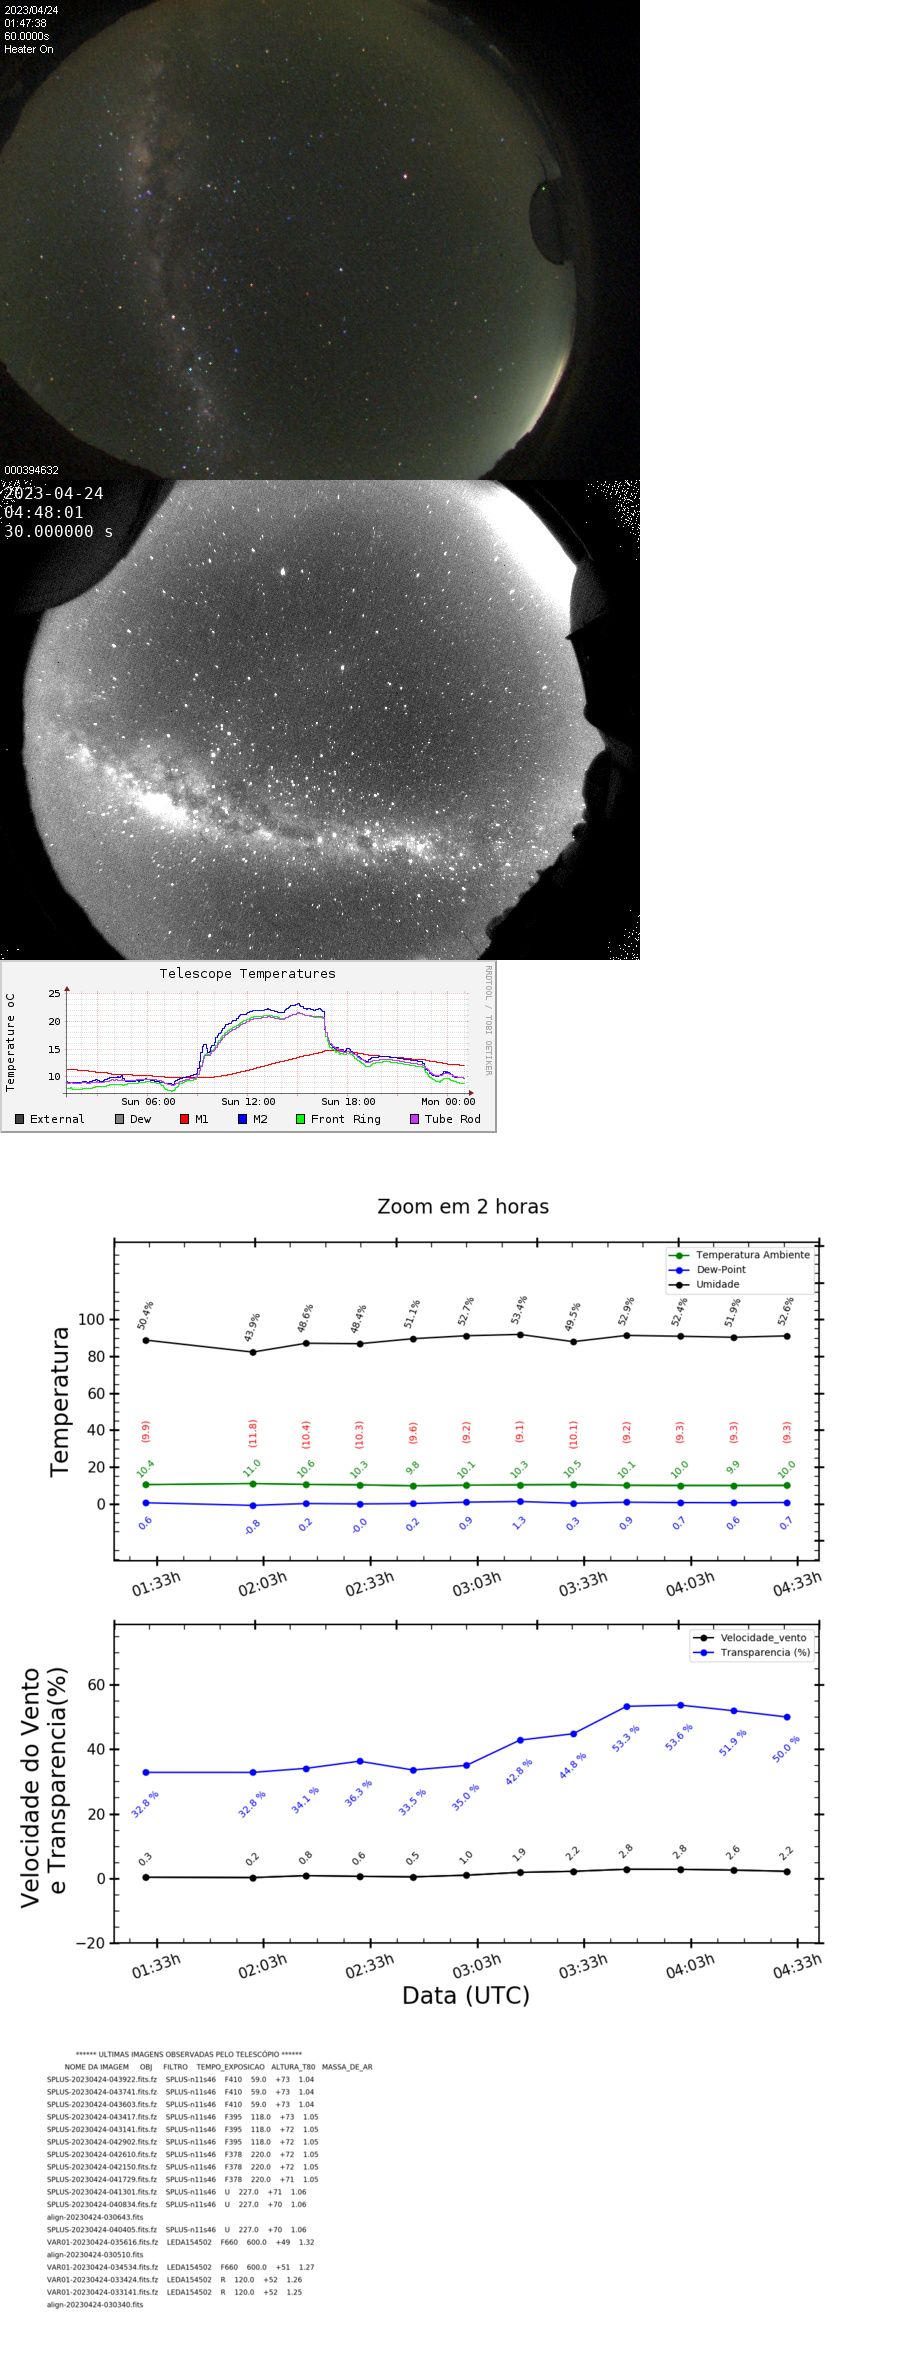 2023/04/24
01:47:38
60.0000s
Heater On
000394632
2023-04-24
04:48:01
30.000000 s
Telescope Temperatures
RRDTOOL / TOBI OETIKER
Temperature oC
25
20
15
10
Sun 06:00 Sun 12:00 Sun 18:00 Mon 00:00
External Dew M1 M2 Front Ring Tube Rod
Zoom em 2 horas
Temperatura Ambiente
Dew-Point
Umidade
50.4% 43.9% 48.6% 48.4% 51.1% 52.7% 53.4% 49.5% 52.9% 52.4% 51.9% 52.6%
(9.9) (11.8) (10.4) (10.3) (9.6) (9.2) (9.1) (10.1) (9.2) (9.3) (9.3) (9.3)
10.4 11.0 10.6 10.3 9.8 10.1 10.3 10.5 10.1 10.0 9.9 10.0
0.6 -0.8 0.2 -0.0 0.2 0.9 1.3 0.3 0.9 0.7 0.6 0.7
Temperatura
100
80
60
40
20
0
01:33h 02:03h 02:33h 03:03h 03:33h 04:03h 04:33h
Velocidade_vento
Transparencia (%)
32.8 % 32.8 % 34.1 % 36.3 % 33.5 % 35.0 % 42.8 % 44.8 % 53.3 % 53.6 % 51.9 % 50.0 %
0.3 0.2 0.8 0.6 0.5 1.0 1.9 2.2 2.8 2.8 2.6 2.2
Velocidade do Vento
e Transparencia(%)
60
40
20
0
−20
01:33h 02:03h 02:33h 03:03h 03:33h 04:03h 04:33h
Data (UTC)
****** ULTIMAS IMAGENS OBSERVADAS PELO TELESCÓPIO ******
NOME DA IMAGEM OBJ FILTRO TEMPO_EXPOSICAO ALTURA_T80 MASSA_DE_AR
SPLUS-20230424-043922.fits.fz SPLUS-n11s46 F410 59.0 +73 1.04
SPLUS-20230424-043741.fits.fz SPLUS-n11s46 F410 59.0 +73 1.04
SPLUS-20230424-043603.fits.fz SPLUS-n11s46 F410 59.0 +73 1.04
SPLUS-20230424-043417.fits.fz SPLUS-n11s46 F395 118.0 +73 1.05
SPLUS-20230424-043141.fits.fz SPLUS-n11s46 F395 118.0 +72 1.05
SPLUS-20230424-042902.fits.fz SPLUS-n11s46 F395 118.0 +72 1.05
SPLUS-20230424-042610.fits.fz SPLUS-n11s46 F378 220.0 +72 1.05
SPLUS-20230424-042150.fits.fz SPLUS-n11s46 F378 220.0 +72 1.05
SPLUS-20230424-041729.fits.fz SPLUS-n11s46 F378 220.0 +71 1.05
SPLUS-20230424-041301.fits.fz SPLUS-n11s46 U 227.0 +71 1.06
SPLUS-20230424-040834.fits.fz SPLUS-n11s46 U 227.0 +70 1.06
align-20230424-030643.fits
SPLUS-20230424-040405.fits.fz SPLUS-n11s46 U 227.0 +70 1.06
VAR01-20230424-035616.fits.fz LEDA154502 F660 600.0 +49 1.32
align-20230424-030510.fits
VAR01-20230424-034534.fits.fz LEDA154502 F660 600.0 +51 1.27
VAR01-20230424-033424.fits.fz LEDA154502 R 120.0 +52 1.26
VAR01-20230424-033141.fits.fz LEDA154502 R 120.0 +52 1.25
align-20230424-030340.fits